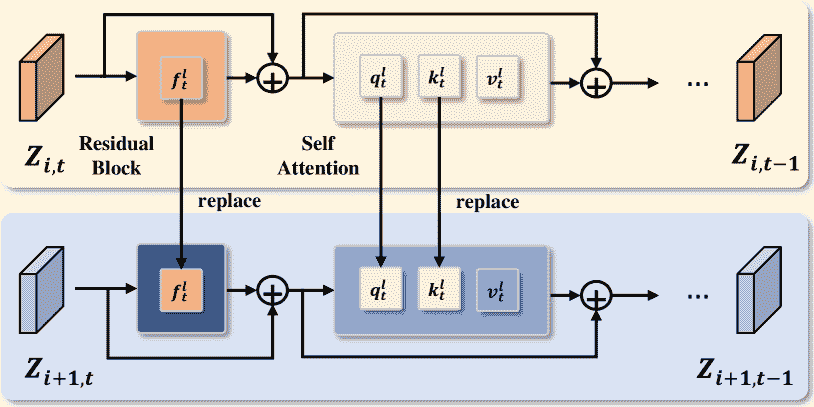 f_t^l
+
q_t^l k_t^l v_t^l
+
...
Z_{i,t}
Residual
Block
Self
Attention
Z_{i,t-1}
replace
replace
f_t^l
+
q_t^l k_t^l v_t^l
+
...
Z_{i+1,t}
Z_{i+1,t-1}